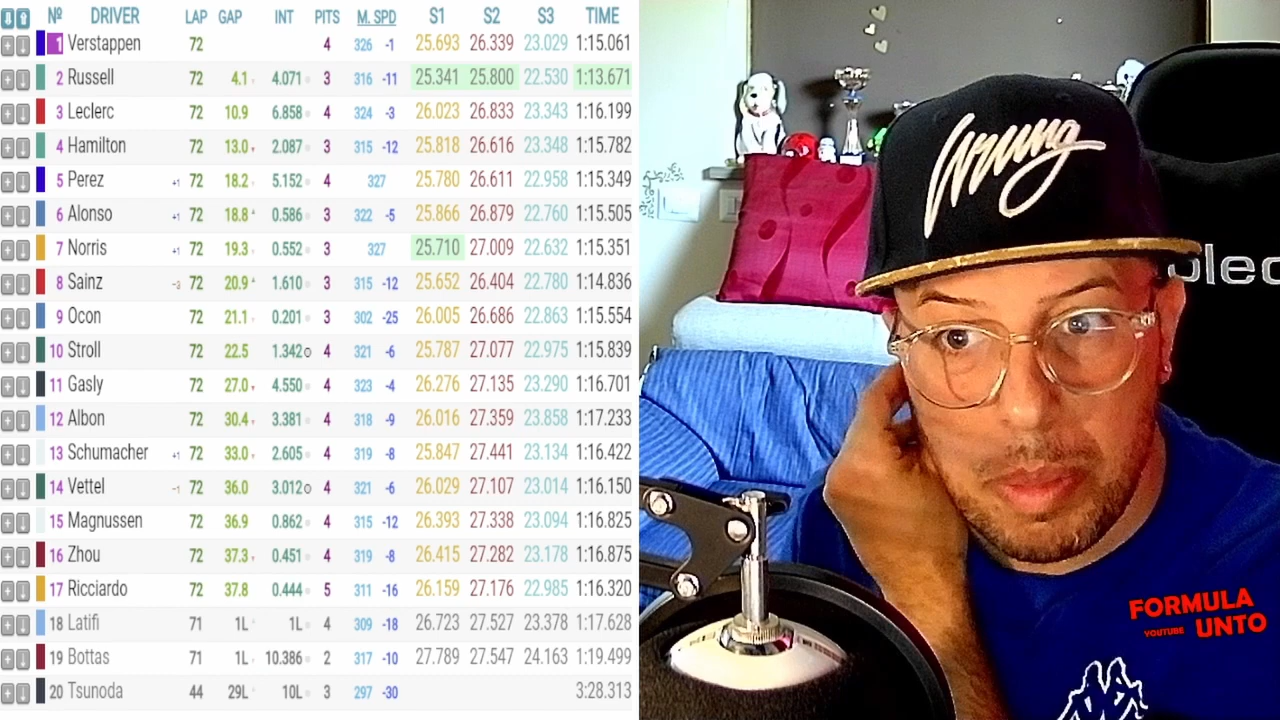 № DRIVER LAP GAP INT PITS M. SPD S1 S2 S3 TIME
1 Verstappen 72 4 326 -1 25.693 26.339 23.029 1:15.061
2 Russell 72 4.1 4.071 3 316 -11 25.341 25.800 22.530 1:13.671
3 Leclerc 72 10.9 6.858 4 324 -3 26.023 26.833 23.343 1:16.199
4 Hamilton 72 13.0 2.087 3 315 -12 25.818 26.616 23.348 1:15.782
5 Perez +1 72 18.2 5.152 4 327 25.780 26.611 22.958 1:15.349
6 Alonso +1 72 18.8 0.586 3 322 -5 25.866 26.879 22.760 1:15.505
7 Norris +1 72 19.3 0.552 3 327 25.710 27.009 22.632 1:15.351
8 Sainz -3 72 20.9 1.610 3 315 -12 25.652 26.404 22.780 1:14.836
9 Ocon 72 21.1 0.201 3 302 -25 26.005 26.686 22.863 1:15.554
10 Stroll 72 22.5 1.342 4 321 -6 25.787 27.077 22.975 1:15.839
11 Gasly 72 27.0 4.550 4 323 -4 26.276 27.135 23.290 1:16.701
12 Albon 72 30.4 3.381 4 318 -9 26.016 27.359 23.858 1:17.233
13 Schumacher +1 72 33.0 2.605 4 319 -8 25.847 27.441 23.134 1:16.422
14 Vettel -1 72 36.0 3.012 4 321 -6 26.029 27.107 23.014 1:16.150
15 Magnussen 72 36.9 0.862 4 315 -12 26.393 27.338 23.094 1:16.825
16 Zhou 72 37.3 0.451 4 319 -8 26.415 27.282 23.178 1:16.875
17 Ricciardo 72 37.8 0.444 5 311 -16 26.159 27.176 22.985 1:16.320
18 Latifi 71 1L 1L 4 309 -18 26.723 27.527 23.378 1:17.628
19 Bottas 71 1L 10.386 2 317 -10 27.789 27.547 24.163 1:19.499
20 Tsunoda 44 29L 10L 3 297 -30 3:28.313
Wrung
FORMULA
YOUTUBE UNTO